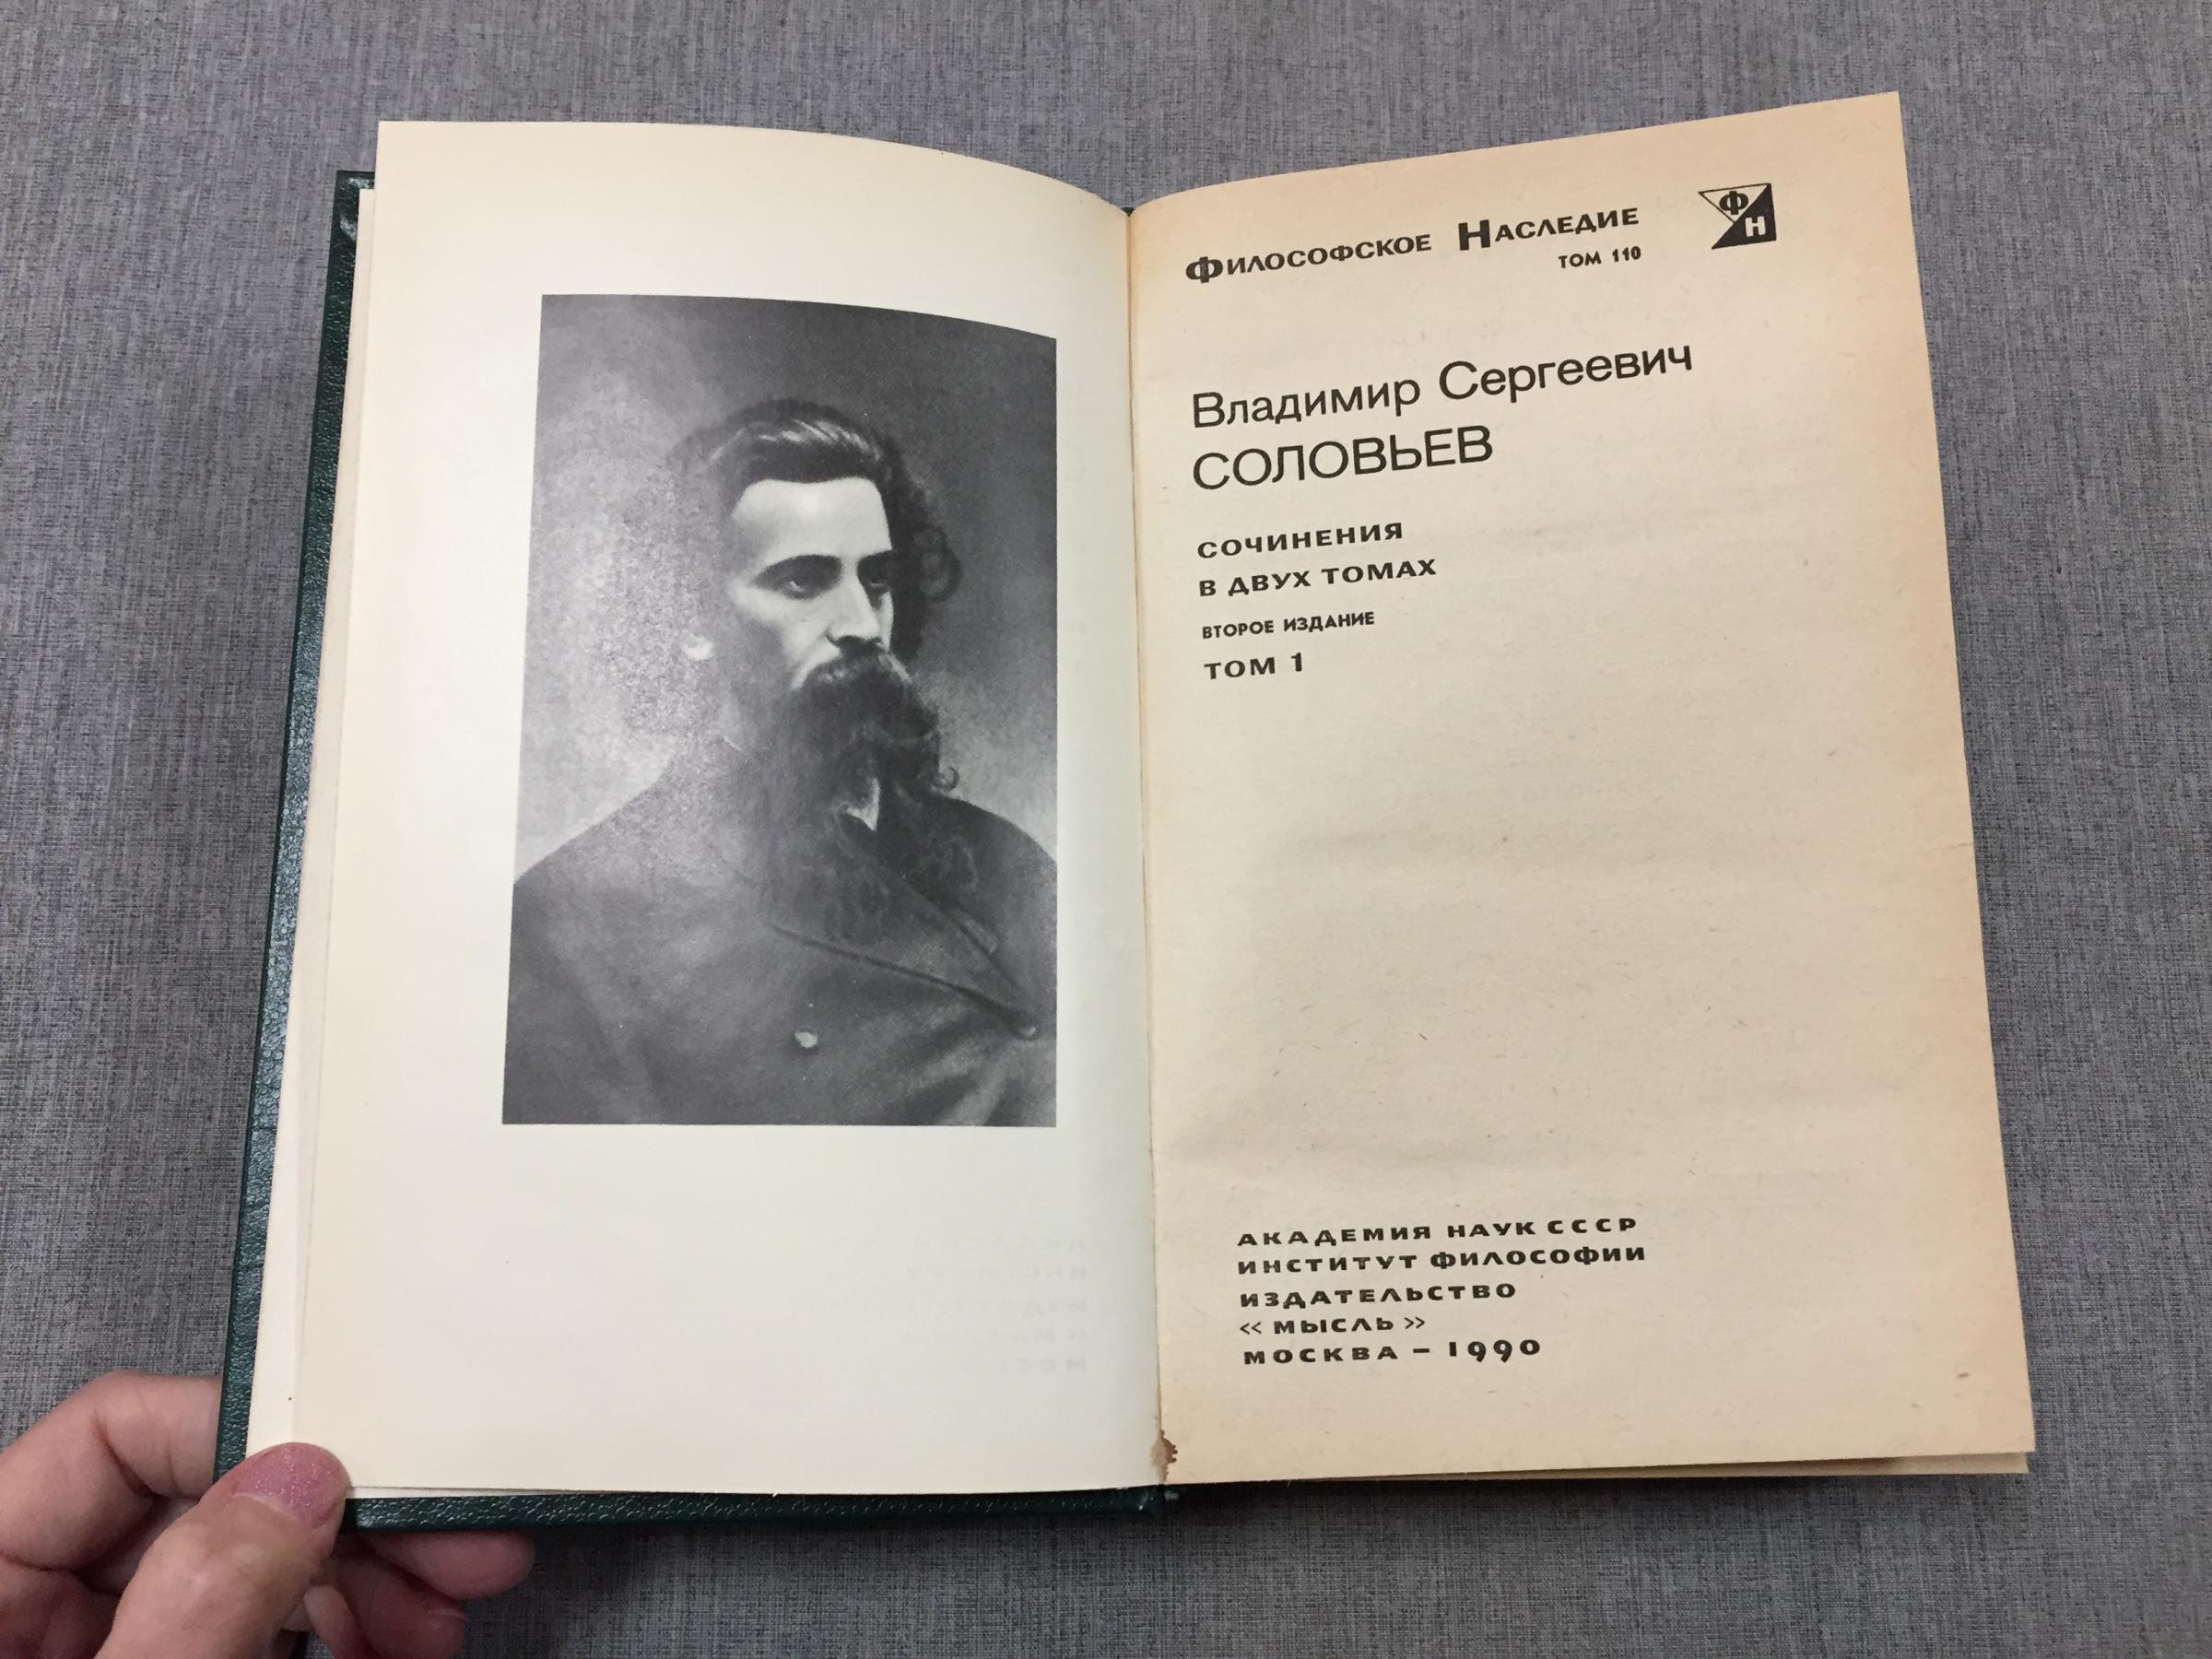 Философское Наследие
ТОМ 110
Ф
Н
Владимир Сергеевич
СОЛОВЬЕВ
СОЧИНЕНИЯ
В ДВУХ ТОМАХ
ВТОРОЕ ИЗДАНИЕ
ТОМ 1
АКАДЕМИЯ НАУК СССР
ИНСТИТУТ ФИЛОСОФИИ
ИЗДАТЕЛЬСТВО
« МЫСЛЬ »
МОСКВА – 1990